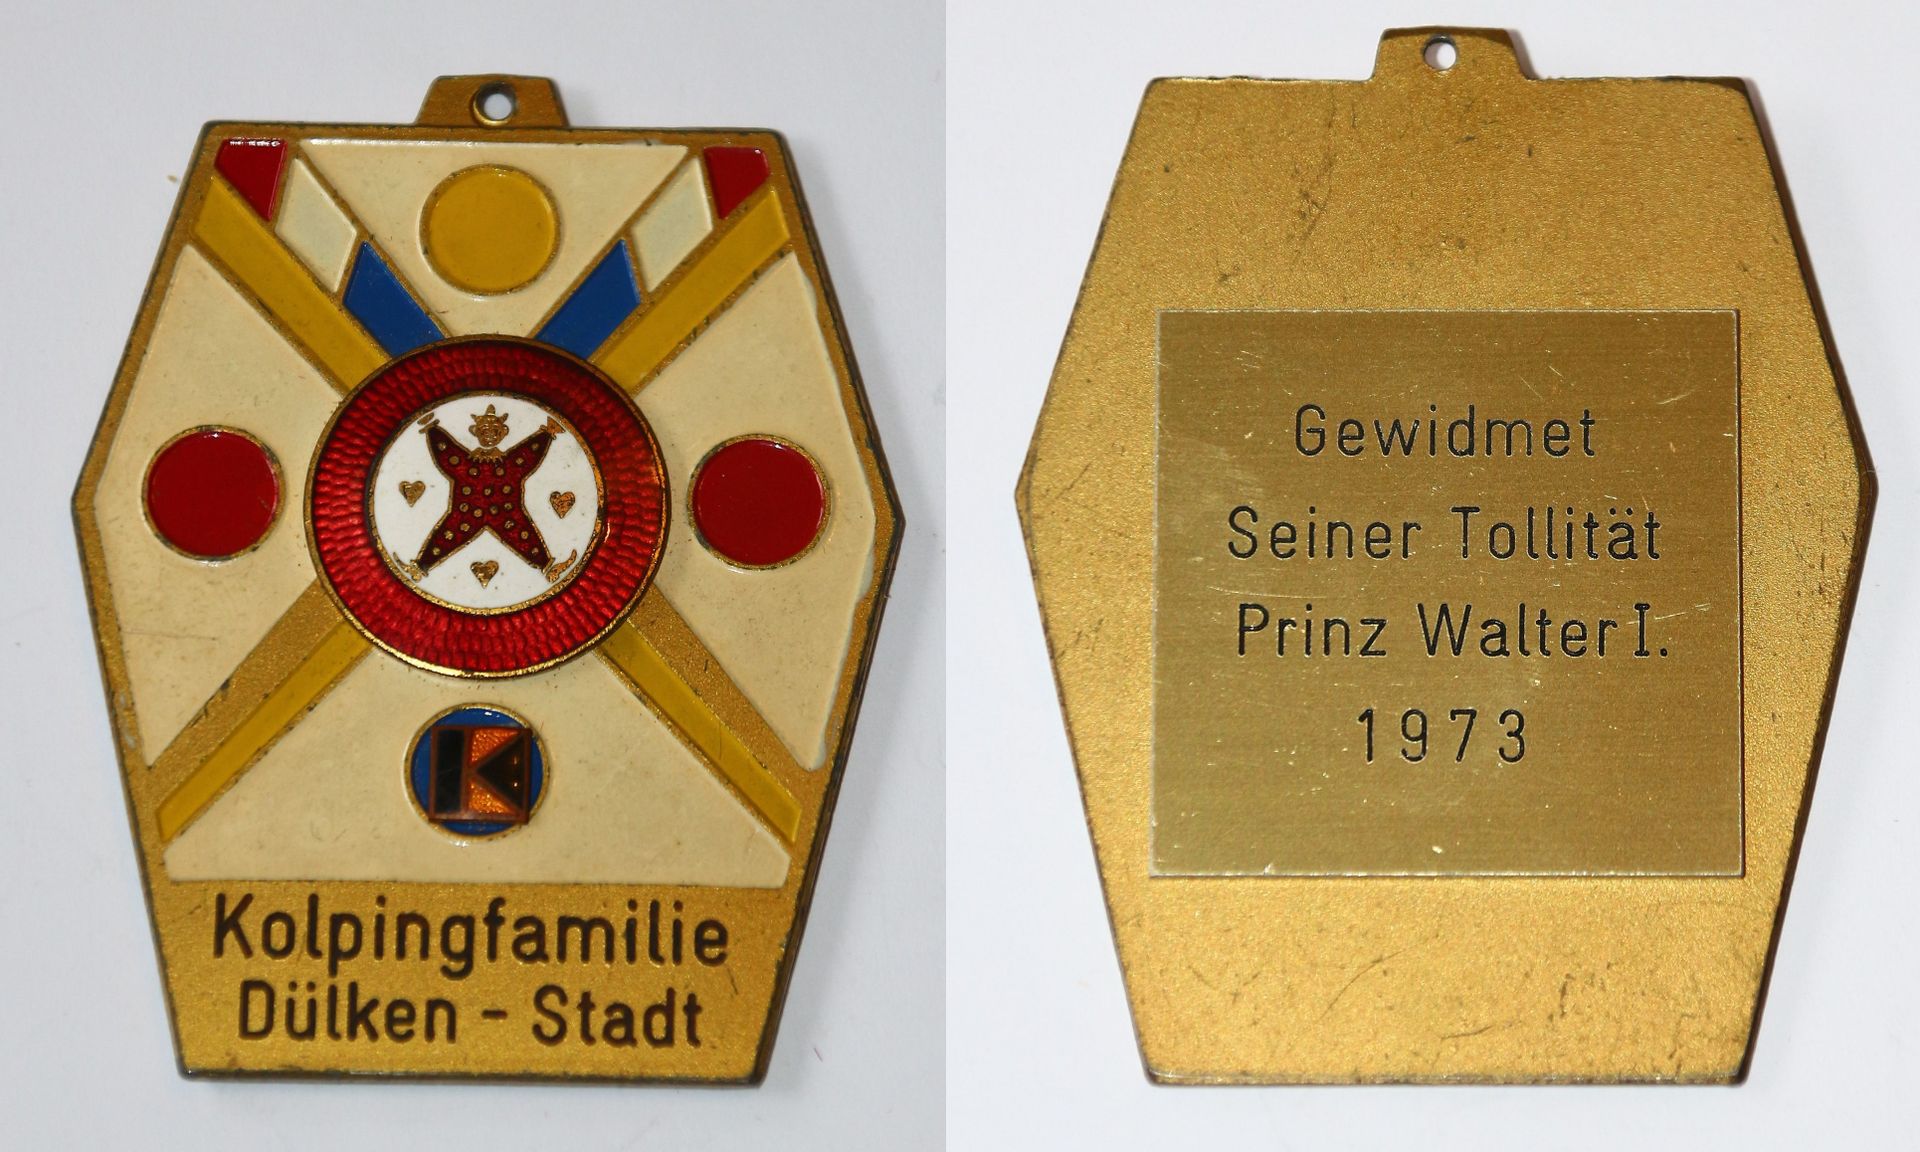 K
Kolpingfamilie
Dülken - Stadt
Gewidmet
Seiner Tollität
Prinz Walter I.
1973